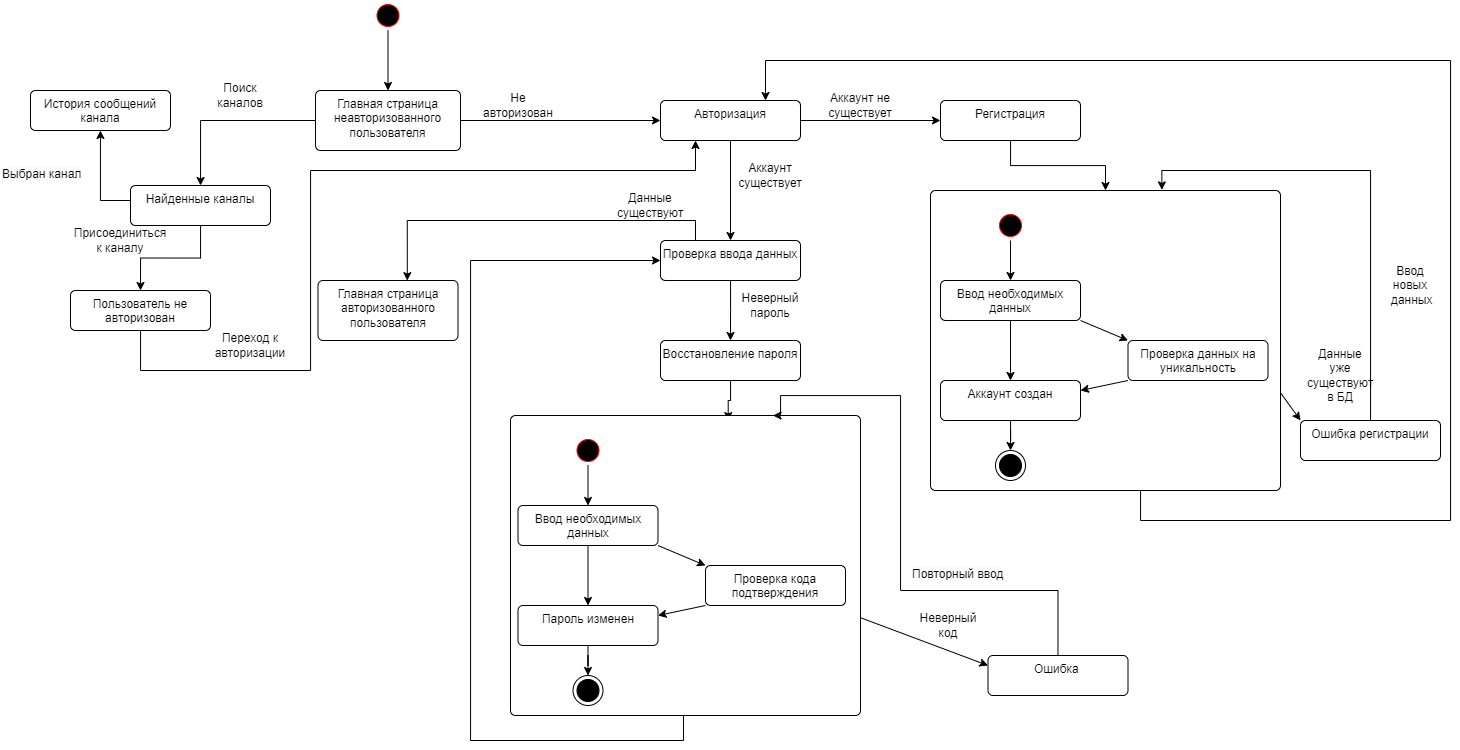 Поиск
каналов
История сообщений
канала
Главная страница
неавторизованного
пользователя
Не
авторизован
Авторизация
Аккаунт не
существует
Регистрация
Выбран канал
Найденные каналы
Аккаунт
существует
Данные
существуют
Присоединиться
к каналу
Проверка ввода данных
Пользователь не
авторизован
Главная страница
авторизованного
пользователя
Неверный
пароль
Переход к
авторизации
Восстановление пароля
Ввод необходимых
данных
Проверка данных на
уникальность
Аккаунт создан
Ввод
новых
данных
Данные
уже
существуют
в БД
Ошибка регистрации
Ввод необходимых
данных
Проверка кода
подтверждения
Пароль изменен
Повторный ввод
Неверный
код
Ошибка